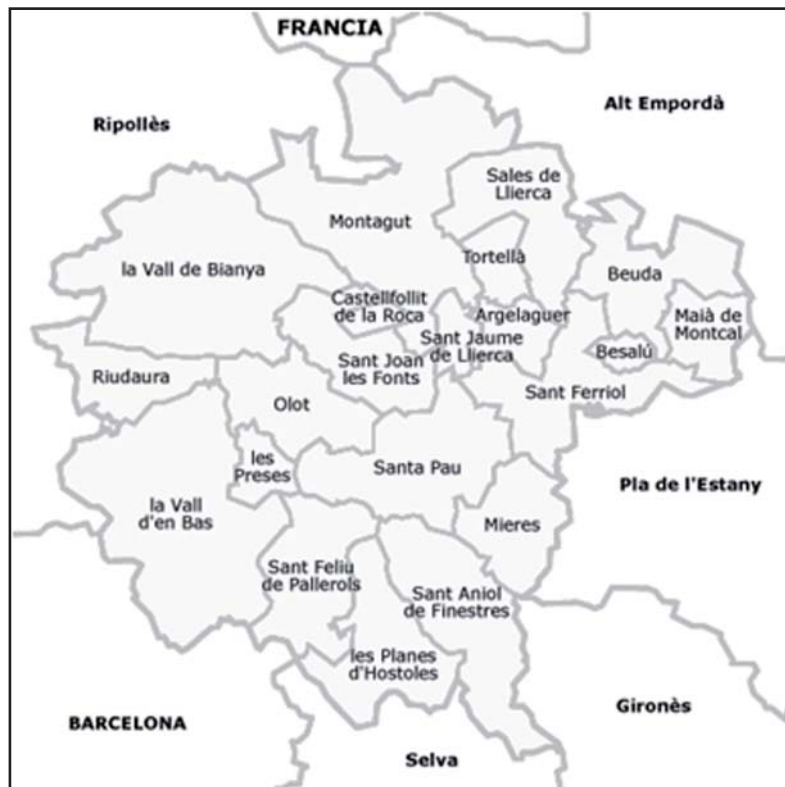 FRANCIA
Alt Empordà
Ripollès
Sales de
Llierca
Montagut
Tortellà
la Vall de Bianya
Beuda
Castellfollit
de la Roca
Argelaguer
Maià de
Montcal
Sant Jaume
de Llierca
Besalú
Sant Joan
les Fonts
Riudaura
Sant Ferriol
Olot
les
Preses
Santa Pau
Pla de l'Estany
la Vall
d'en Bas
Mieres
Sant Feliu
de Pallerols
Sant Aniol
de Finestres
les Planes
d'Hostoles
Gironès
BARCELONA
Selva